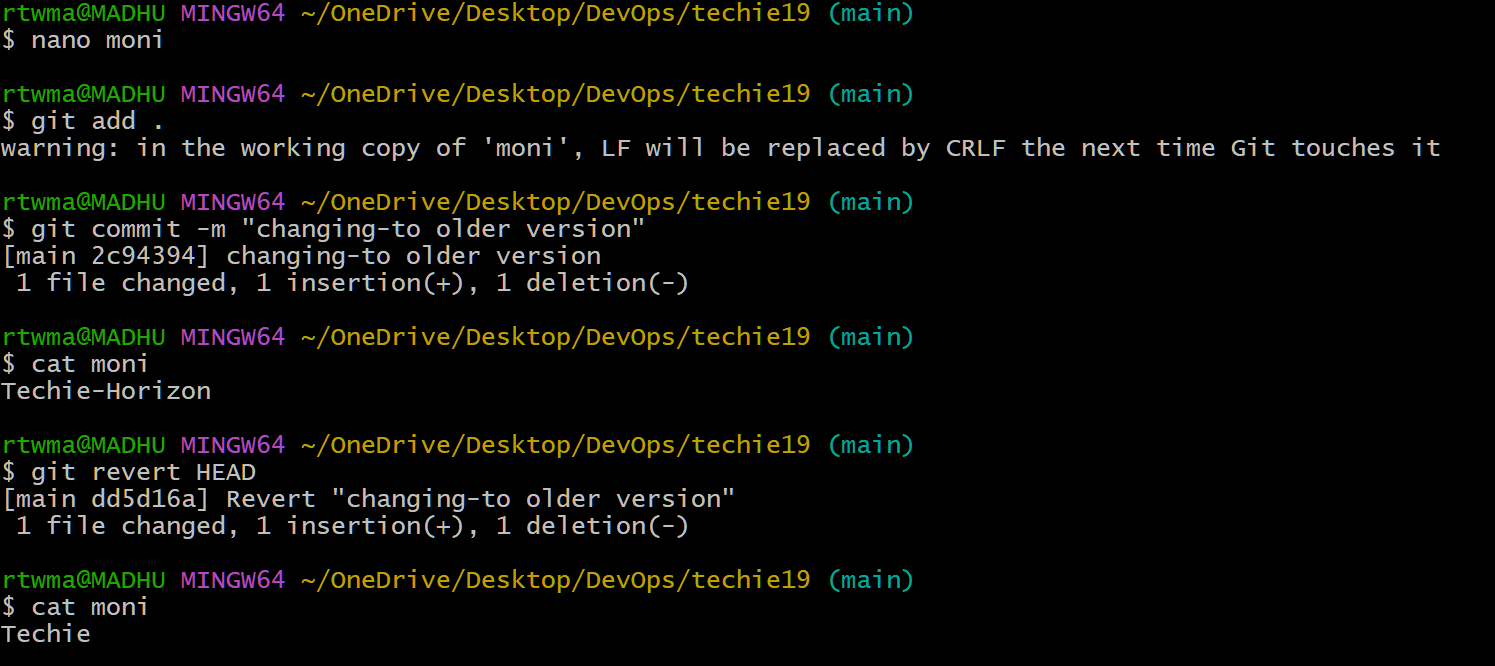 rtwma@MADHU MINGW64 ~/OneDrive/Desktop/DevOps/techie19 (main)
$ nano moni
rtwma@MADHU MINGW64 ~/OneDrive/Desktop/DevOps/techie19 (main)
$ git add .
warning: in the working copy of 'moni', LF will be replaced by CRLF the next time Git touches it
rtwma@MADHU MINGW64 ~/OneDrive/Desktop/DevOps/techie19 (main)
$ git commit -m "changing-to older version"
[main 2c94394] changing-to older version
 1 file changed, 1 insertion(+), 1 deletion(-)
rtwma@MADHU MINGW64 ~/OneDrive/Desktop/DevOps/techie19 (main)
$ cat moni
Techie-Horizon
rtwma@MADHU MINGW64 ~/OneDrive/Desktop/DevOps/techie19 (main)
$ git revert HEAD
[main dd5d16a] Revert "changing-to older version"
 1 file changed, 1 insertion(+), 1 deletion(-)
rtwma@MADHU MINGW64 ~/OneDrive/Desktop/DevOps/techie19 (main)
$ cat moni
Techie